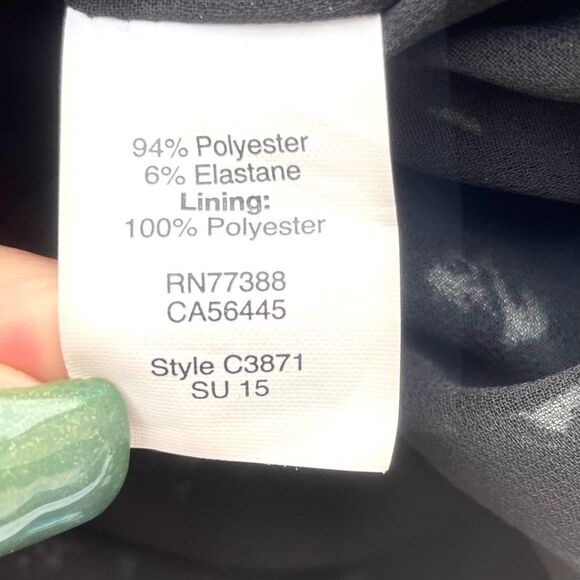 94% Polyester
6% Elastane
Lining:
100% Polyester
RN77388
CA56445
Style C3871
SU 15